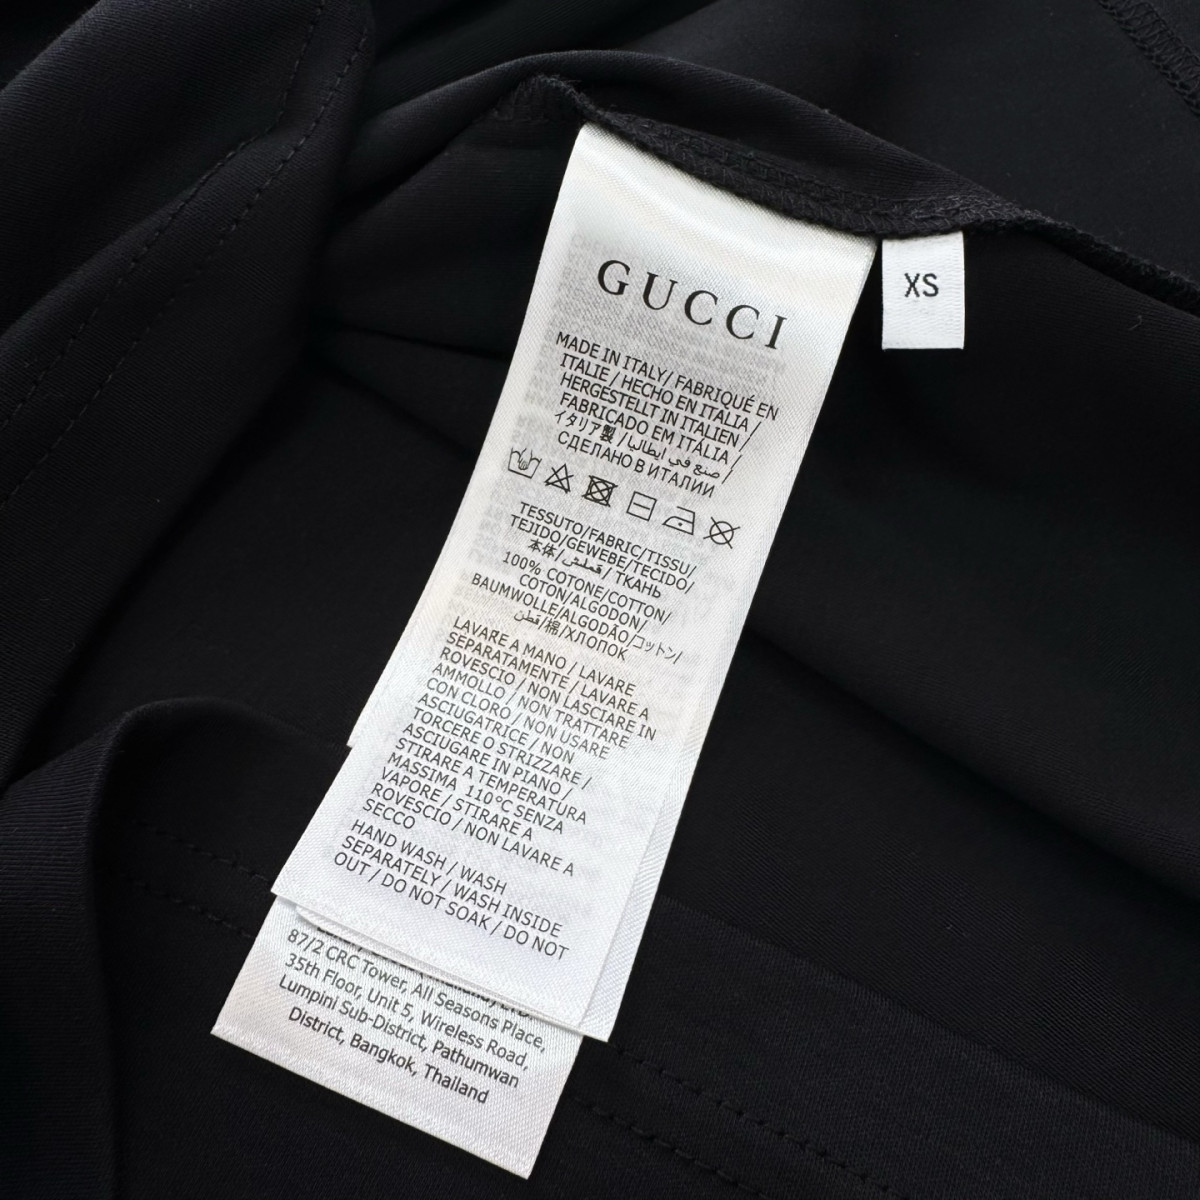 GUCCI
XS
MADE IN ITALY/ FABRIQUÉ EN
ITALIE / HECHO EN ITALIA /
HERGESTELLT IN ITALIEN /
FABRICADO EM ITÁLIA /
イタリア製 / صنع في ايطاليا /
СДЕЛАНО В ИТАЛИИ
TESSUTO/FABRIC/TISSU/
TEJIDO/GEWEBE/TECIDO/
本体/قماش/ТКАНЬ
100% COTONE/COTTON/
COTON/ALGODON/
BAUMWOLLE/ALGODÃO/コットン/
قطن/棉/ХЛОПОК
LAVARE A MANO / LAVARE
SEPARATAMENTE / LAVARE A
ROVESCIO / NON LASCIARE IN
AMMOLLO / NON TRATTARE
CON CLORO / NON USARE
ASCIUGATRICE / NON
TORCERE O STRIZZARE /
ASCIUGARE IN PIANO /
STIRARE A TEMPERATURA
MASSIMA 110°C SENZA
VAPORE / STIRARE A
ROVESCIO / NON LAVARE A
SECCO
HAND WASH / WASH
SEPARATELY / WASH INSIDE
OUT / DO NOT SOAK / DO NOT
87/2 CRC Tower, All Seasons Place,
35th Floor, Unit 5, Wireless Road,
Lumpini Sub-District, Pathumwan
District, Bangkok, Thailand